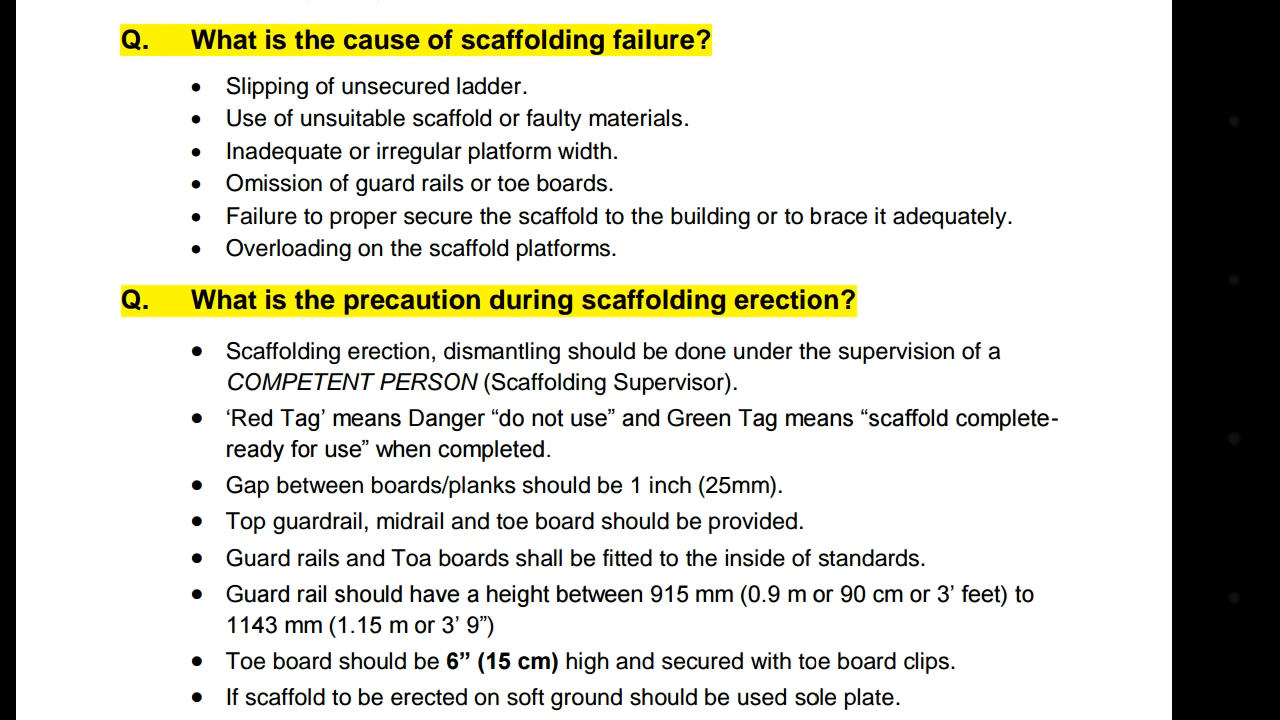 Q. What is the cause of scaffolding failure?
• Slipping of unsecured ladder.
• Use of unsuitable scaffold or faulty materials.
• Inadequate or irregular platform width.
• Omission of guard rails or toe boards.
• Failure to proper secure the scaffold to the building or to brace it adequately.
• Overloading on the scaffold platforms.
Q. What is the precaution during scaffolding erection?
• Scaffolding erection, dismantling should be done under the supervision of a
COMPETENT PERSON (Scaffolding Supervisor).
• ‘Red Tag’ means Danger “do not use” and Green Tag means “scaffold complete-
ready for use” when completed.
• Gap between boards/planks should be 1 inch (25mm).
• Top guardrail, midrail and toe board should be provided.
• Guard rails and Toa boards shall be fitted to the inside of standards.
• Guard rail should have a height between 915 mm (0.9 m or 90 cm or 3’ feet) to
1143 mm (1.15 m or 3’ 9”)
• Toe board should be 6” (15 cm) high and secured with toe board clips.
• If scaffold to be erected on soft ground should be used sole plate.